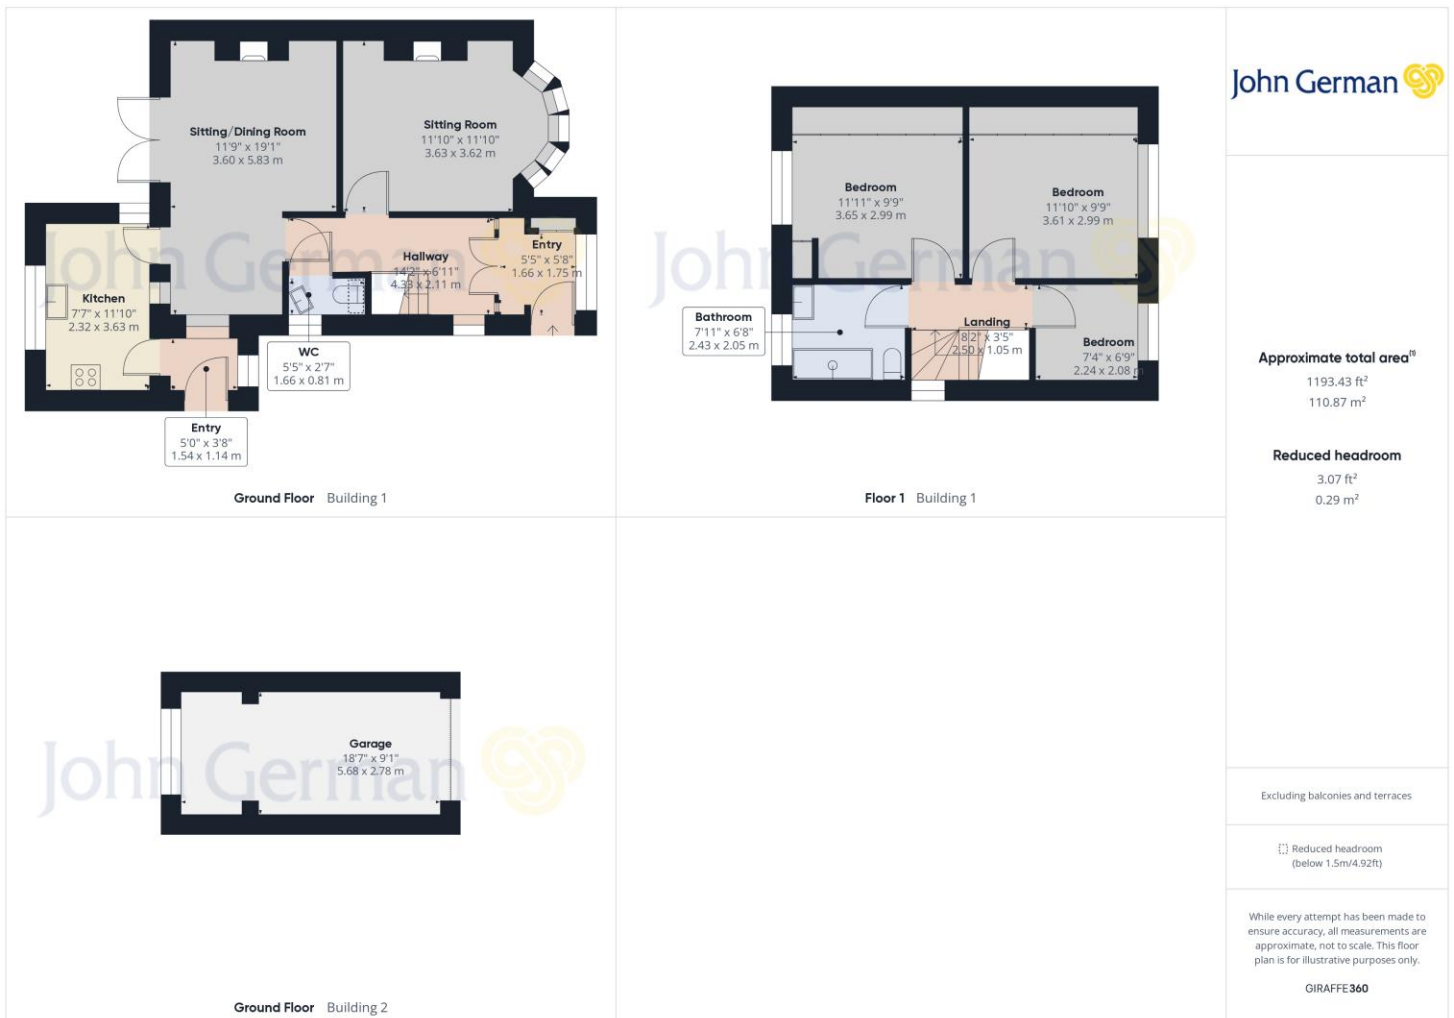 Sitting/Dining Room
11'9" x 19'1"
3.60 x 5.83 m
Sitting Room
11'10" x 11'10"
3.63 x 3.62 m
Kitchen
7'7" x 11'10"
2.32 x 3.63 m
Hallway
14'2" x 6'11"
4.33 x 2.11 m
Entry
5'5" x 5'8"
1.66 x 1.75 m
WC
5'5" x 2'7"
1.66 x 0.81 m
Entry
5'0" x 3'8"
1.54 x 1.14 m
John German
Ground Floor Building 1
Bedroom
11'11" x 9'9"
3.65 x 2.99 m
Bedroom
11'10" x 9'9"
3.61 x 2.99 m
Bathroom
7'11" x 6'8"
2.43 x 2.05 m
Landing
8'2" x 3'5"
2.50 x 1.05 m
Bedroom
7'4" x 6'9"
2.24 x 2.08 m
John German
Floor 1 Building 1
Garage
18'7" x 9'1"
5.68 x 2.78 m
John German
Ground Floor Building 2
John German
Approximate total area⁽¹⁾
1193.43 ft²
110.87 m²
Reduced headroom
3.07 ft²
0.29 m²
Excluding balconies and terraces
Reduced headroom
(below 1.5m/4.92ft)
While every attempt has been made to
ensure accuracy, all measurements are
approximate, not to scale. This floor
plan is for illustrative purposes only.
GIRAFFE360